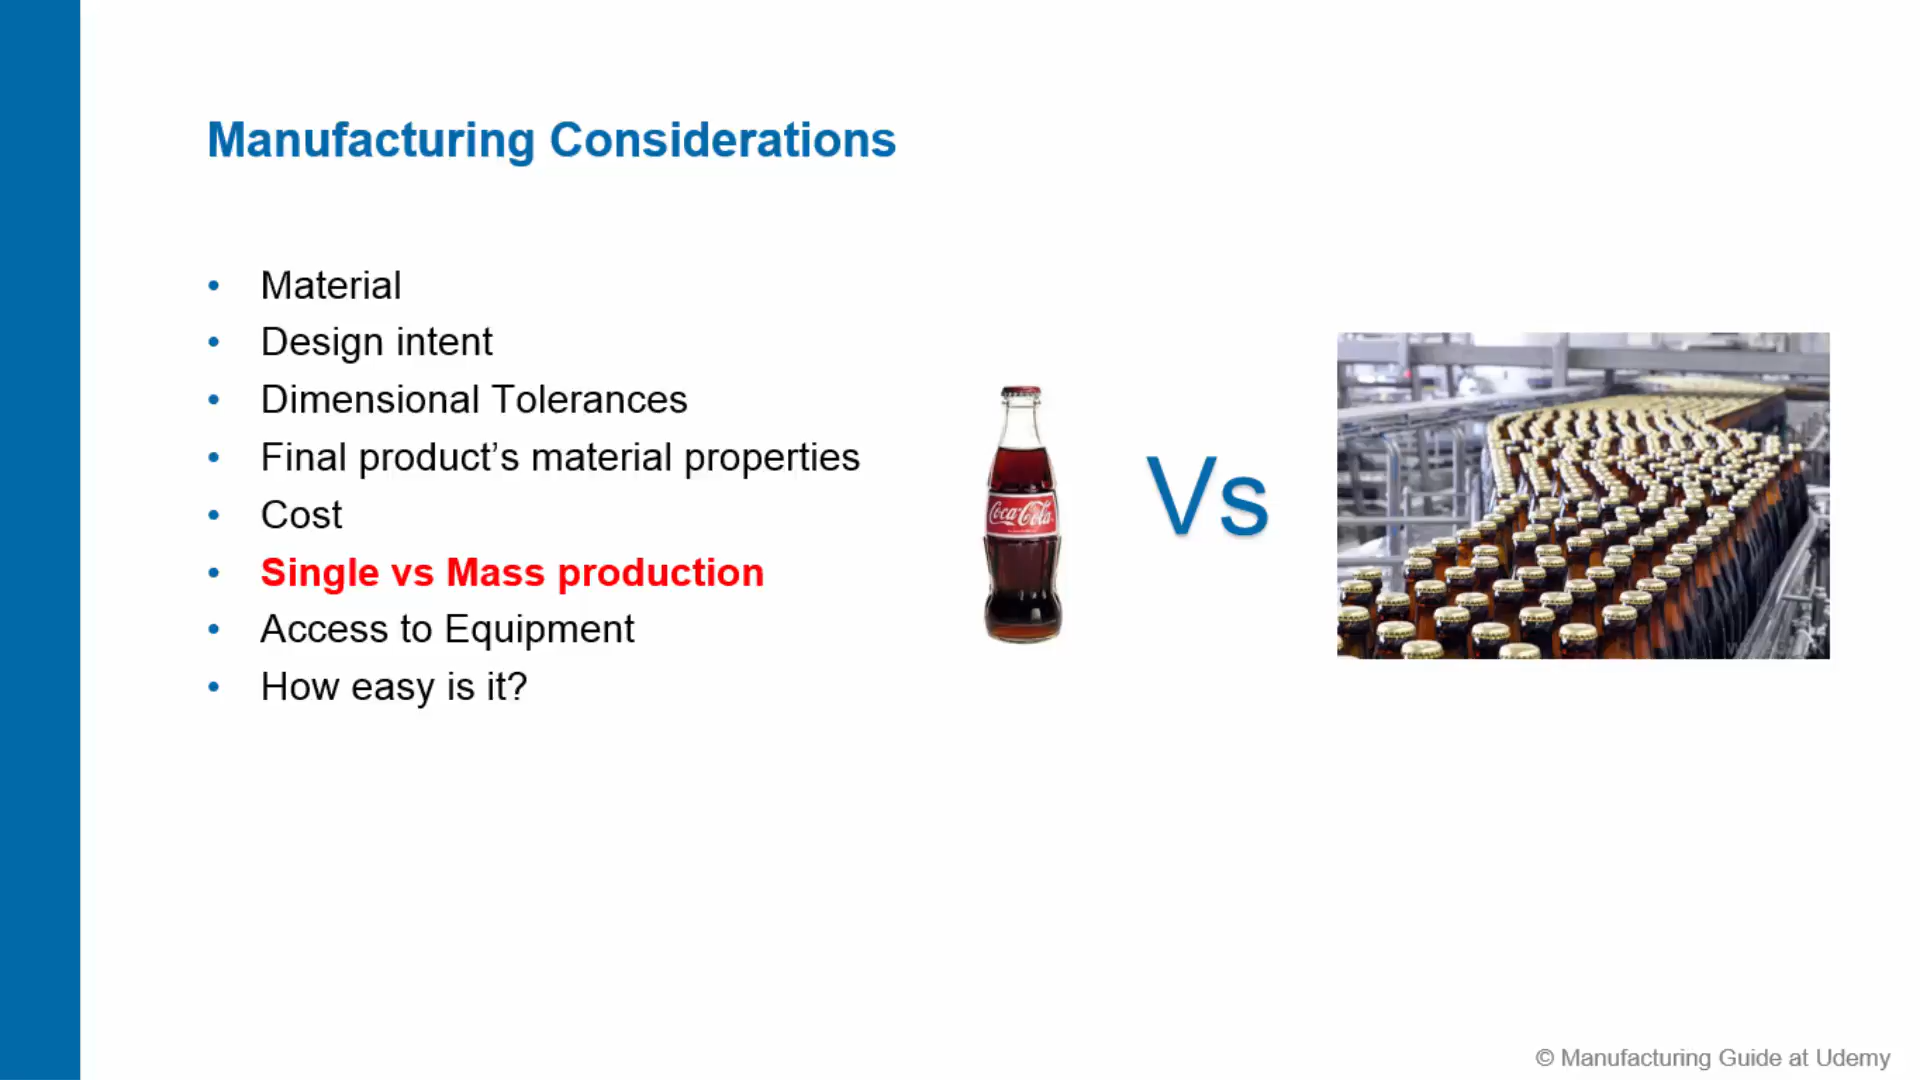 Manufacturing Considerations
• Material
• Design intent
• Dimensional Tolerances
• Final product’s material properties
• Cost
• Single vs Mass production
• Access to Equipment
• How easy is it?
Coca-Cola
Vs
© Manufacturing Guide at Udemy